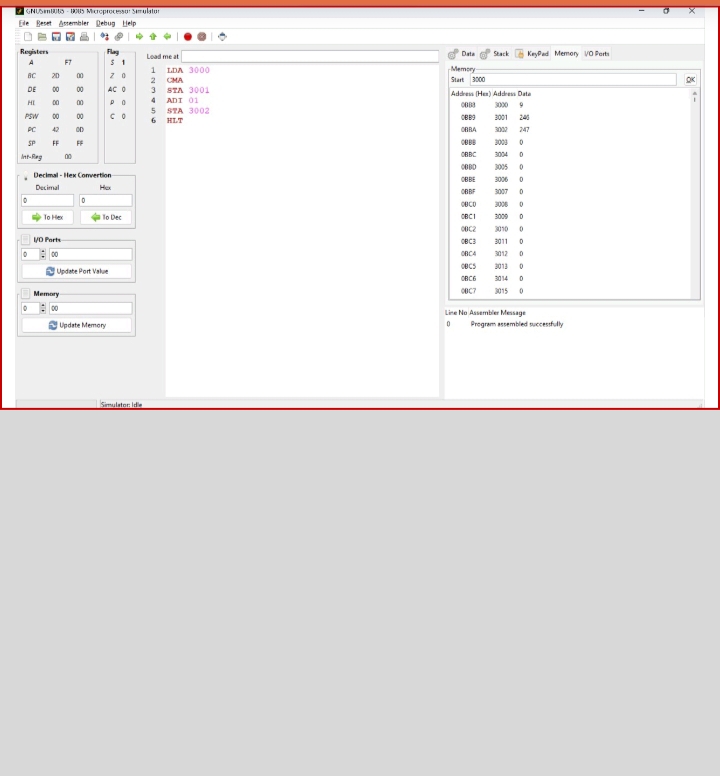 GNUSim8085 - 8085 Microprocessor Simulator
File Reset Assembler Debug Help
Registers
A F7
BC 2D 00
DE 00 00
HL 00 00
PSW 00 00
PC 42 0D
SP FF FF
Int-Reg 00
Flag
S 1
Z 0
AC 0
P 0
C 0
Decimal - Hex Convertion
Decimal Hex
0 0
To Hex To Dec
I/O Ports
0 00
Update Port Value
Memory
0 00
Update Memory
Load me at
1 LDA 3000
2 CMA
3 STA 3001
4 ADI 01
5 STA 3002
6 HLT
Data Stack KeyPad Memory I/O Ports
Memory
Start 3000 OK
Address (Hex) Address Data
0BB8 3000 9
0BB9 3001 246
0BBA 3002 247
0BBB 3003 0
0BBC 3004 0
0BBD 3005 0
0BBE 3006 0
0BBF 3007 0
0BC0 3008 0
0BC1 3009 0
0BC2 3010 0
0BC3 3011 0
0BC4 3012 0
0BC5 3013 0
0BC6 3014 0
0BC7 3015 0
Line No Assembler Message
0 Program assembled successfully
Simulator: Idle